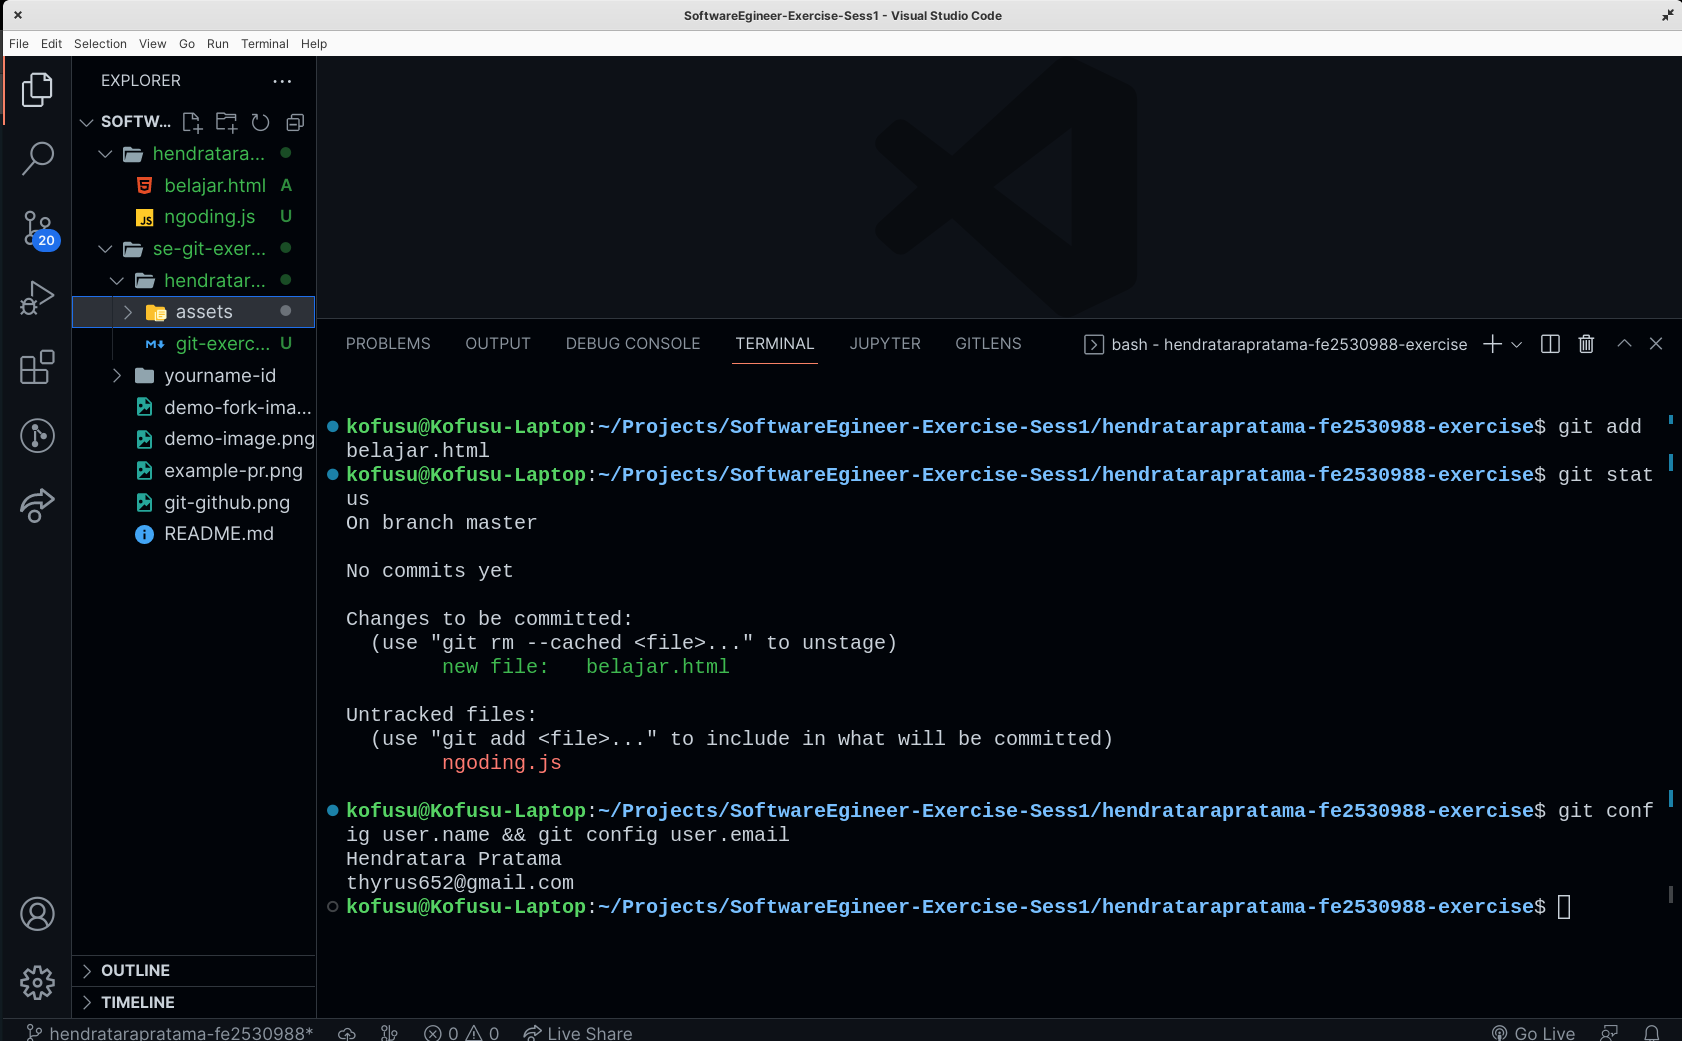 SoftwareEgineer-Exercise-Sess1 - Visual Studio Code
File Edit Selection View Go Run Terminal Help
EXPLORER
SOFTW...
hendratara...
belajar.html A
ngoding.js U
20
se-git-exer...
hendratar...
assets
git-exerc... U
yourname-id
demo-fork-ima...
demo-image.png
example-pr.png
git-github.png
README.md
OUTLINE
TIMELINE
PROBLEMS OUTPUT DEBUG CONSOLE TERMINAL JUPYTER GITLENS bash - hendratarapratama-fe2530988-exercise
kofusu@Kofusu-Laptop:~/Projects/SoftwareEgineer-Exercise-Sess1/hendratarapratama-fe2530988-exercise$ git add
belajar.html
kofusu@Kofusu-Laptop:~/Projects/SoftwareEgineer-Exercise-Sess1/hendratarapratama-fe2530988-exercise$ git stat
us
On branch master
No commits yet
Changes to be committed:
(use "git rm --cached <file>..." to unstage)
new file: belajar.html
Untracked files:
(use "git add <file>..." to include in what will be committed)
ngoding.js
kofusu@Kofusu-Laptop:~/Projects/SoftwareEgineer-Exercise-Sess1/hendratarapratama-fe2530988-exercise$ git conf
ig user.name && git config user.email
Hendratara Pratama
thyrus652@gmail.com
kofusu@Kofusu-Laptop:~/Projects/SoftwareEgineer-Exercise-Sess1/hendratarapratama-fe2530988-exercise$
hendratarapratama-fe2530988* 0 0 Live Share Go Live